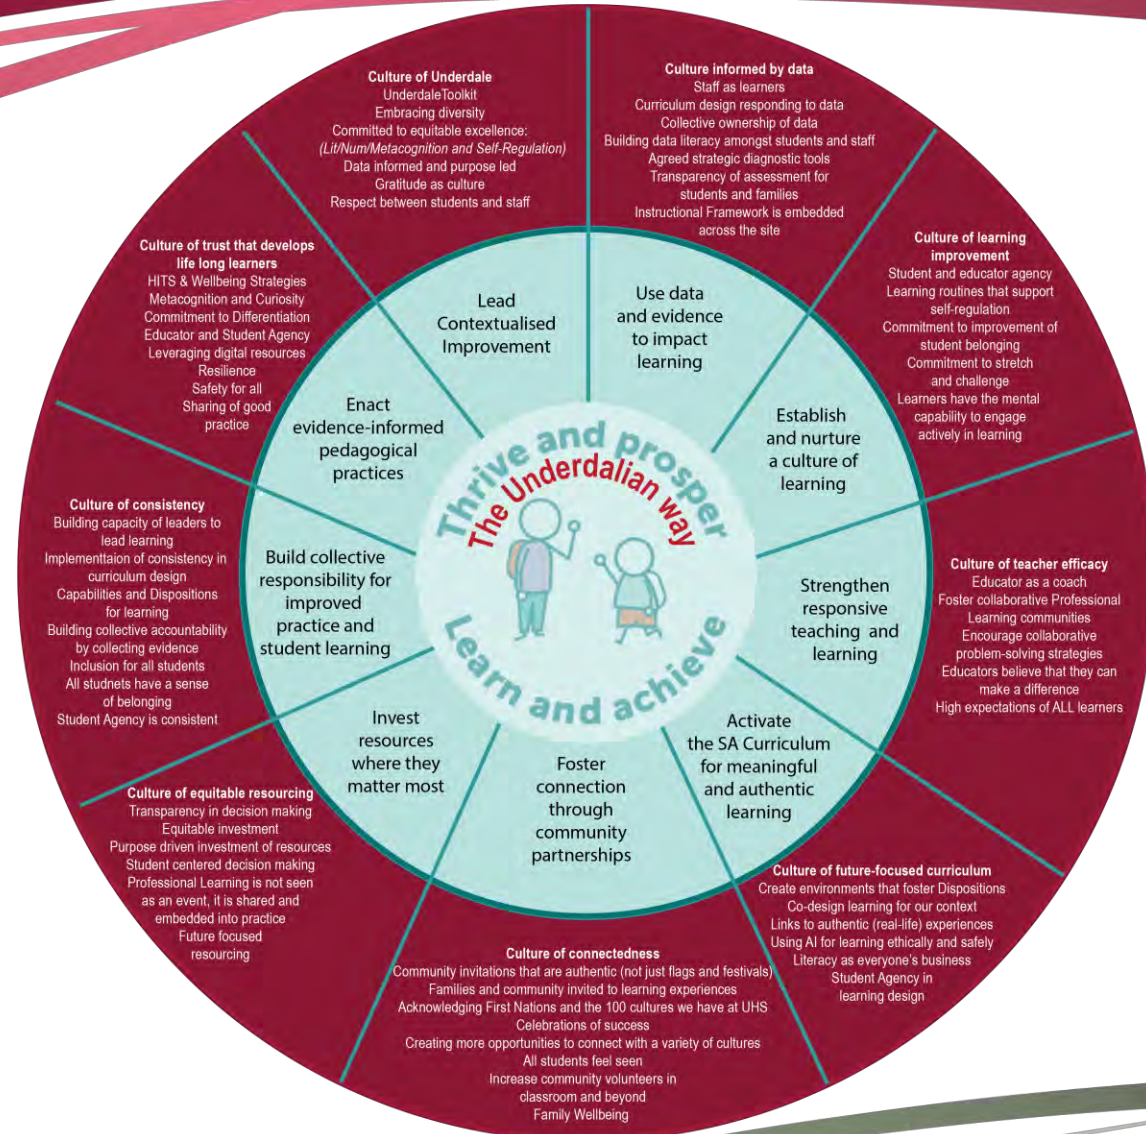 Culture of Underdale
UnderdaleToolkit
Embracing diversity
Committed to equitable excellence:
(Lit/Num/Metacognition and Self-Regulation)
Data informed and purpose led
Gratitude as culture
Respect between students and staff
Culture informed by data
Staff as learners
Curriculum design responding to data
Collective ownership of data
Building data literacy amongst students and staff
Agreed strategic diagnostic tools
Transparency of assessment for
students and families
Instructional Framework is embedded
across the site
Culture of learning
improvement
Student and educator agency
Learning routines that support
self-regulation
Commitment to improvement of
student belonging
Commitment to stretch
and challenge
Learners have the mental
capability to engage
actively in learning
Culture of teacher efficacy
Educator as a coach
Foster collaborative Professional
Learning communities
Encourage collaborative
problem-solving strategies
Educators believe that they can
make a difference
High expectations of ALL learners
Culture of future-focused curriculum
Create environments that foster Dispositions
Co-design learning for our context
Links to authentic (real-life) experiences
Using AI for learning ethically and safely
Literacy as everyone's business
Student Agency in
learning design
Culture of connectedness
Community invitations that are authentic (not just flags and festivals)
Families and community invited to learning experiences
Acknowledging First Nations and the 100 cultures we have at UHS
Celebrations of success
Creating more opportunities to connect with a variety of cultures
All students feel seen
Increase community volunteers in
classroom and beyond
Family Wellbeing
Culture of equitable resourcing
Transparency in decision making
Equitable investment
Purpose driven investment of resources
Student centered decision making
Professional Learning is not seen
as an event, it is shared and
embedded into practice
Future focused
resourcing
Culture of consistency
Building capacity of leaders to
lead learning
Implementtaion of consistency in
curriculum design
Capabilities and Dispositions
for learning
Building collective accountability
by collecting evidence
Inclusion for all students
All studnets have a sense
of belonging
Student Agency is consistent
Culture of trust that develops
life long learners
HITS & Wellbeing Strategies
Metacognition and Curiosity
Commitment to Differentiation
Educator and Student Agency
Leveraging digital resources
Resilience
Safety for all
Sharing of good
practice
Lead
Contextualised
Improvement
Use data
and evidence
to impact
learning
Establish
and nurture
a culture of
learning
Strengthen
responsive
teaching and
learning
Activate
the SA Curriculum
for meaningful
and authentic
learning
Foster
connection
through
community
partnerships
Invest
resources
where they
matter most
Build collective
responsibility for
improved
practice and
student learning
Enact
evidence-informed
pedagogical
practices
Thrive and prosper
The Underdalian way
Learn and achieve